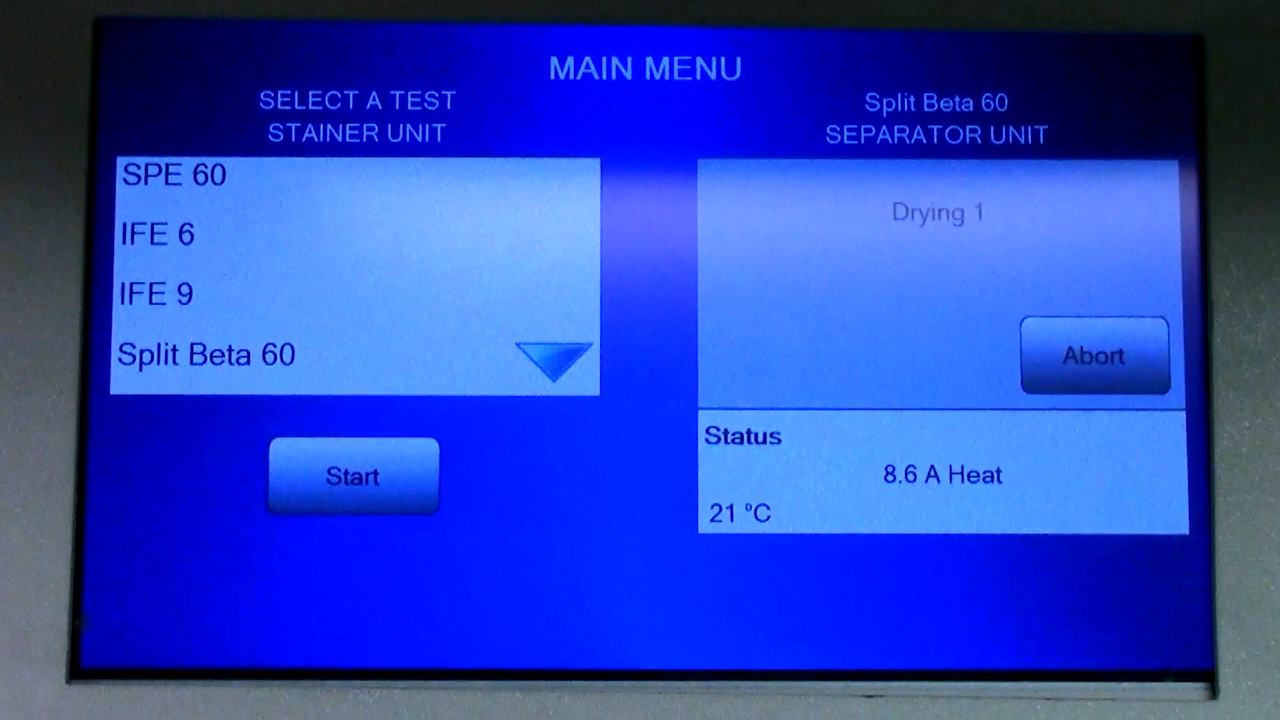 MAIN MENU
SELECT A TEST
STAINER UNIT
SPE 60
IFE 6
IFE 9
Split Beta 60
Start
Split Beta 60
SEPARATOR UNIT
Drying 1
Abort
Status
8.6 A Heat
21 ºC